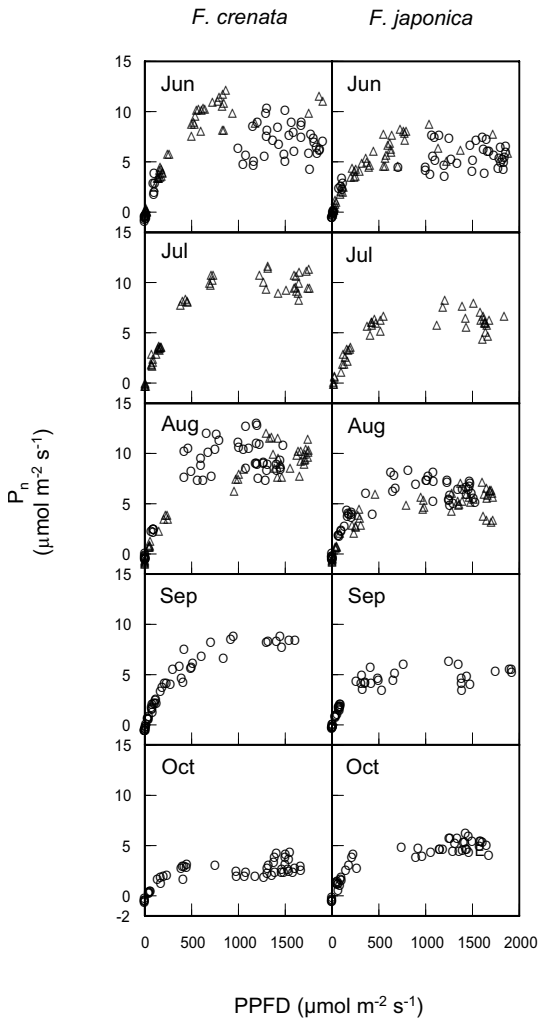 F. crenata F. japonica
15 Jun Jun
10
5
0
15 Jul Jul
10
5
0
15 Aug Aug
10
5
0
15 Sep Sep
10
5
0
15 Oct Oct
10
5
0
-2
0 500 1000 1500 0 500 1000 1500 2000
Pn
(μmol m-2 s-1)
PPFD (μmol m-2 s-1)